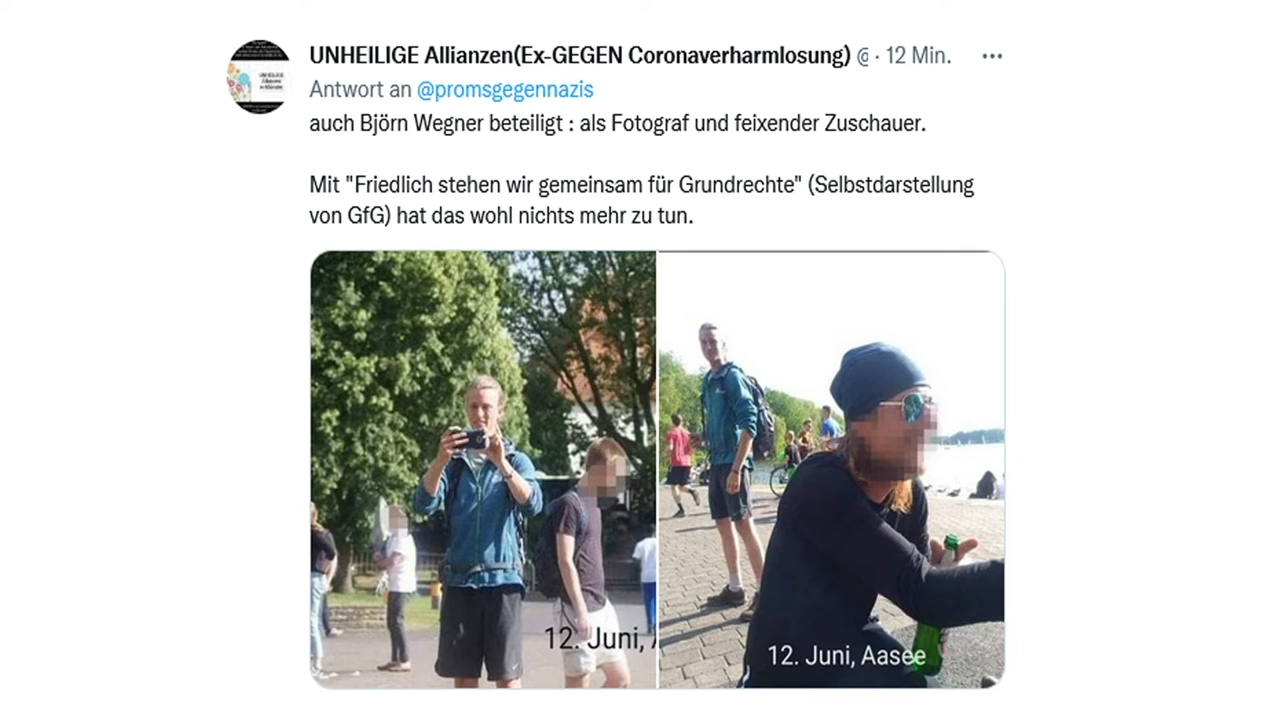 UNHEILIGE Allianzen(Ex-GEGEN Coronaverharmlosung) @ · 12 Min.
Antwort an @promsgegennazis
auch Björn Wegner beteiligt : als Fotograf und feixender Zuschauer.
Mit "Friedlich stehen wir gemeinsam für Grundrechte" (Selbstdarstellung
von GfG) hat das wohl nichts mehr zu tun.
12. Juni,
12. Juni, Aasee